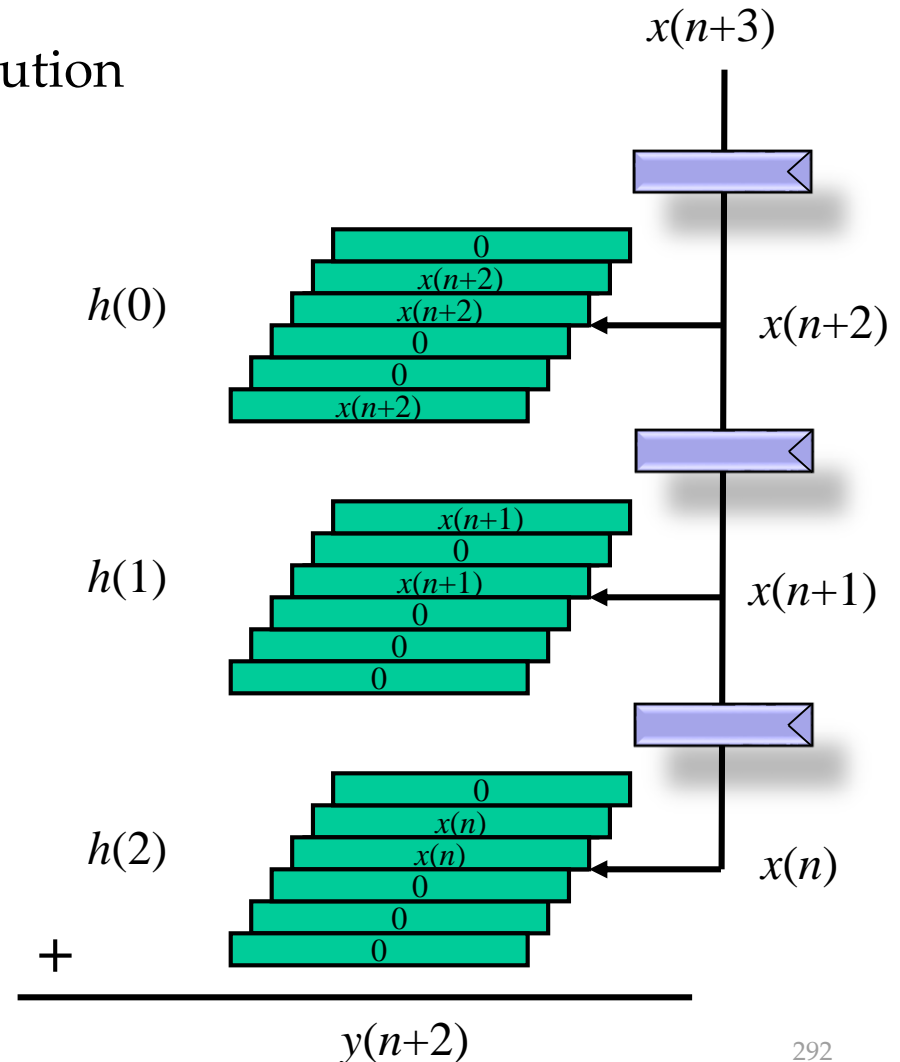 x(n+3)
ution
0
x(n+2)
h(0)
x(n+2)
x(n+2)
0
0
x(n+2)
x(n+1)
0
h(1)
x(n+1)
x(n+1)
0
0
0
0
x(n)
h(2)
x(n)
x(n)
0
0
0
+
y(n+2)
292